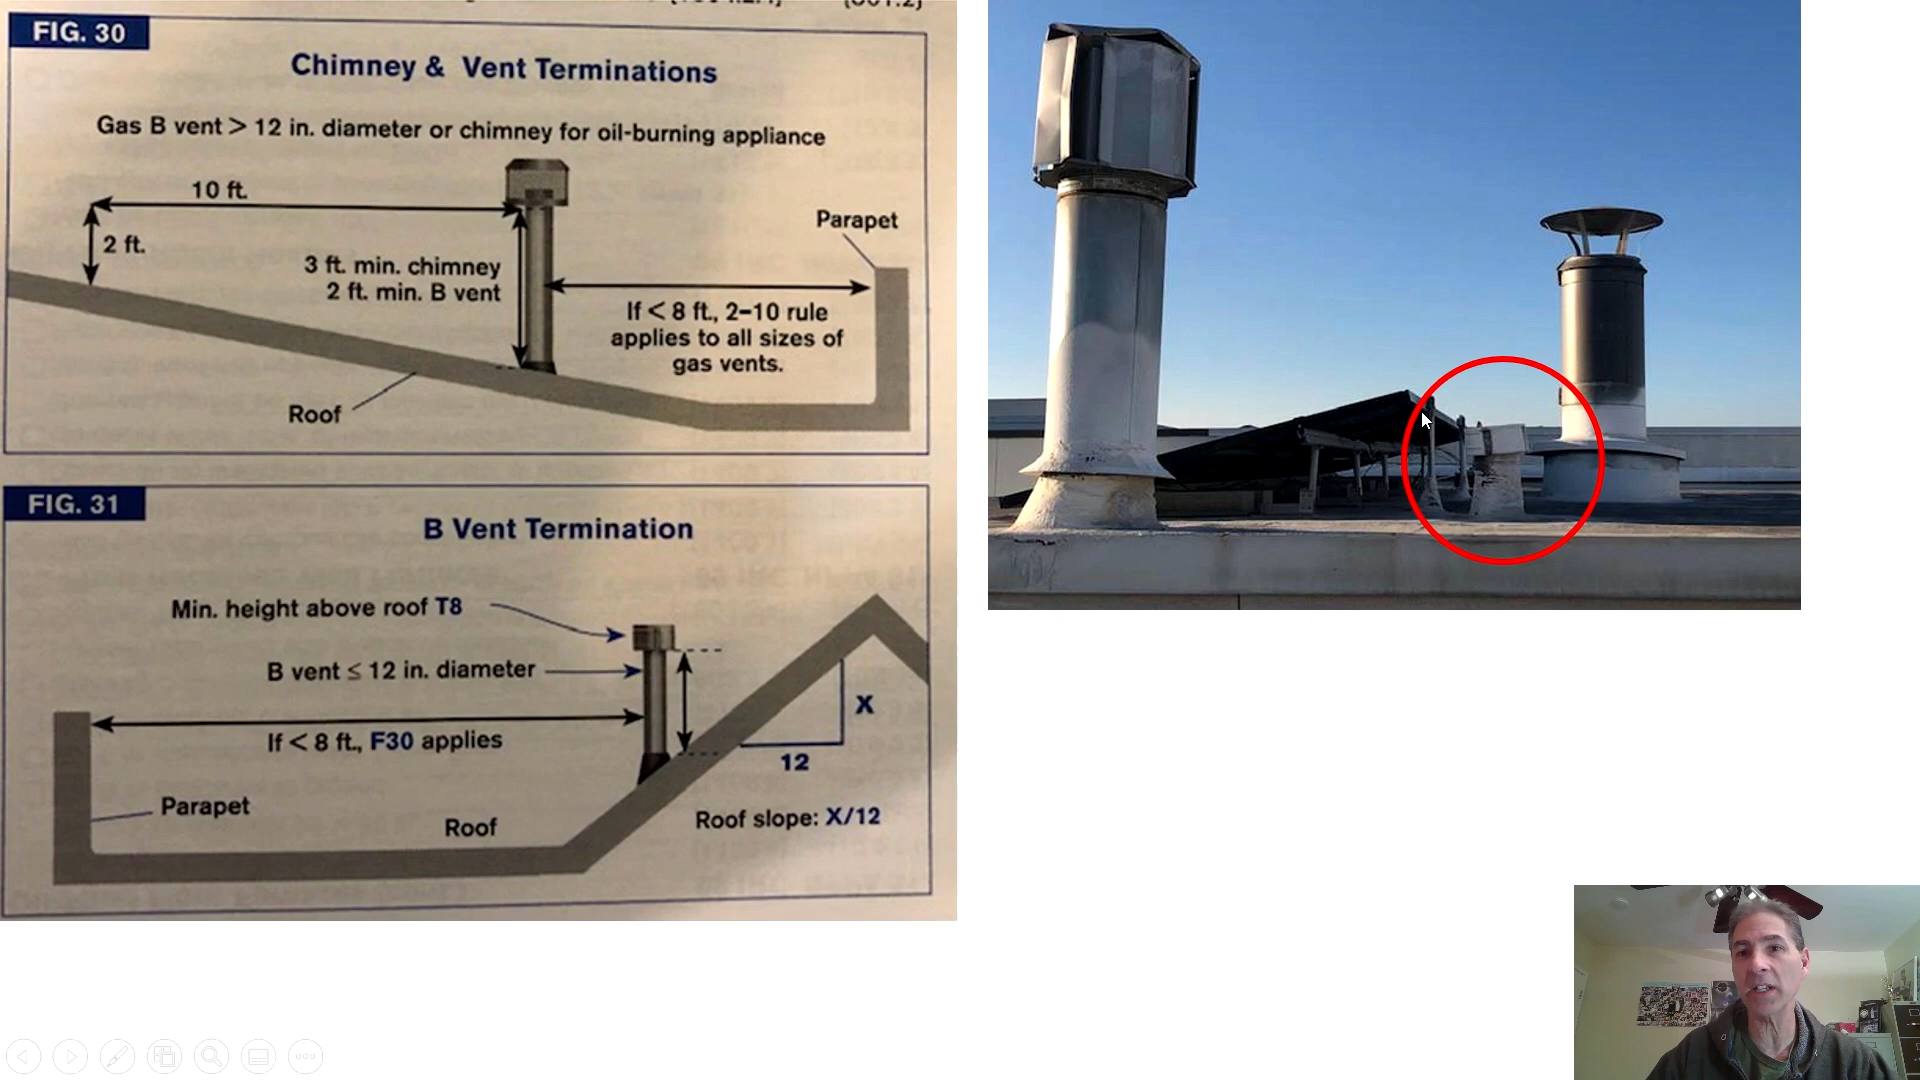 FIG. 30
Chimney & Vent Terminations
Gas B vent > 12 in. diameter or chimney for oil-burning appliance
10 ft.
2 ft.
3 ft. min. chimney
2 ft. min. B vent
Parapet
If < 8 ft., 2–10 rule
applies to all sizes of
gas vents.
Roof
FIG. 31
B Vent Termination
Min. height above roof T8
B vent ≤ 12 in. diameter
X
If < 8 ft., F30 applies
12
Parapet
Roof
Roof slope: X/12